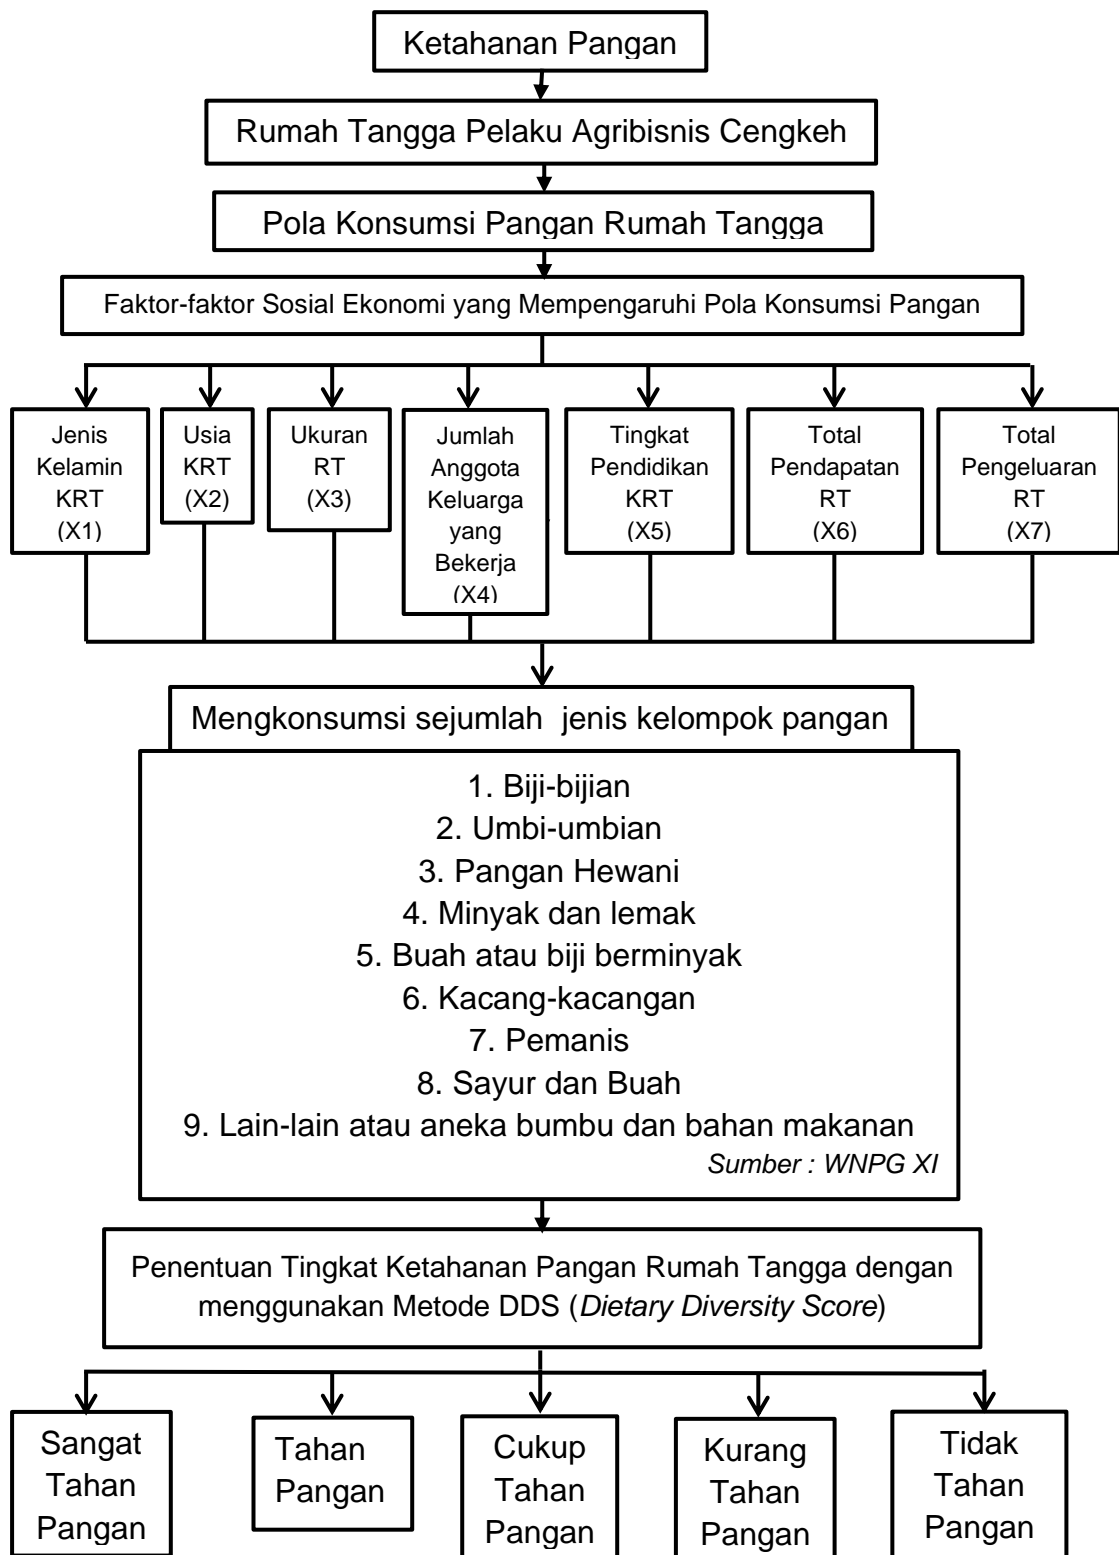 Ketahanan Pangan
Rumah Tangga Pelaku Agribisnis Cengkeh
Pola Konsumsi Pangan Rumah Tangga
Faktor-faktor Sosial Ekonomi yang Mempengaruhi Pola Konsumsi Pangan
Jenis
Kelamin
KRT
(X1)
Usia
KRT
(X2)
Ukuran
RT
(X3)
Jumlah
Anggota
Keluarga
yang
Bekerja
(X4)
Tingkat
Pendidikan
KRT
(X5)
Total
Pendapatan
RT
(X6)
Total
Pengeluaran
RT
(X7)
Mengkonsumsi sejumlah jenis kelompok pangan
1. Biji-bijian
2. Umbi-umbian
3. Pangan Hewani
4. Minyak dan lemak
5. Buah atau biji berminyak
6. Kacang-kacangan
7. Pemanis
8. Sayur dan Buah
9. Lain-lain atau aneka bumbu dan bahan makanan
Sumber : WNPG XI
Penentuan Tingkat Ketahanan Pangan Rumah Tangga dengan
menggunakan Metode DDS (Dietary Diversity Score)
Sangat
Tahan
Pangan
Tahan
Pangan
Cukup
Tahan
Pangan
Kurang
Tahan
Pangan
Tidak
Tahan
Pangan